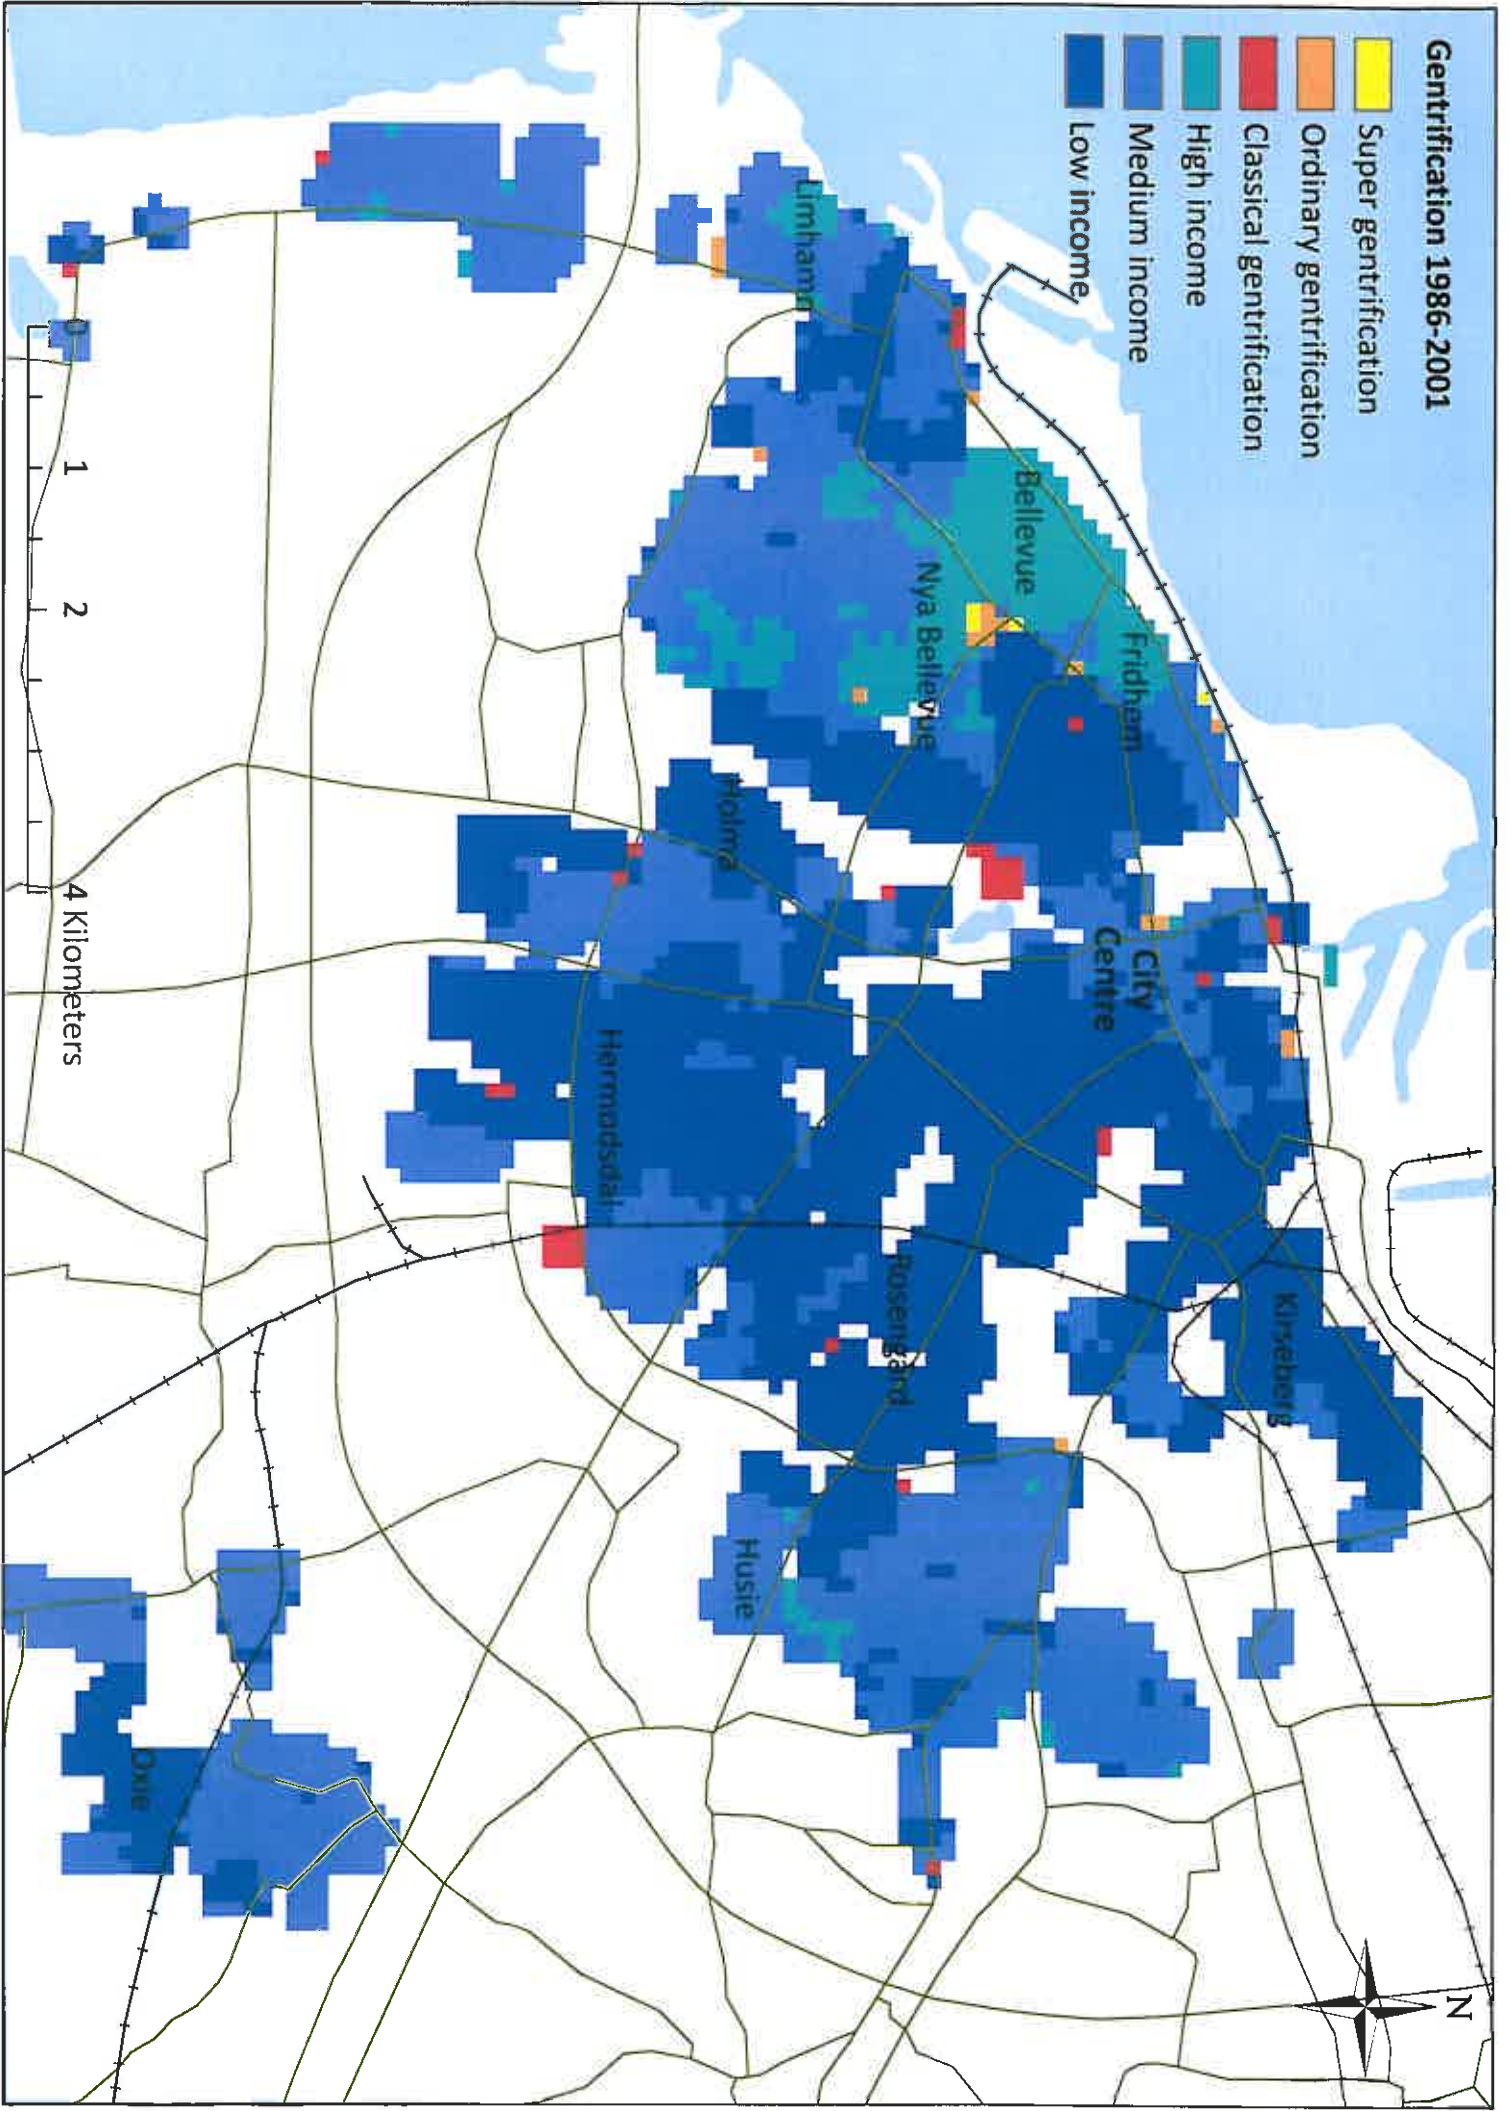 Gentrification 1986-2001
Super gentrification
Ordinary gentrification
Classical gentrification
High income
Medium income
Low income
N
Limhamn
Bellevue
Fridhem
Nya Bellevue
Holma
City
Centre
Hermodsdal
Rosengård
Kirseberg
Husie
Oxie
0
1
2
4 Kilometers